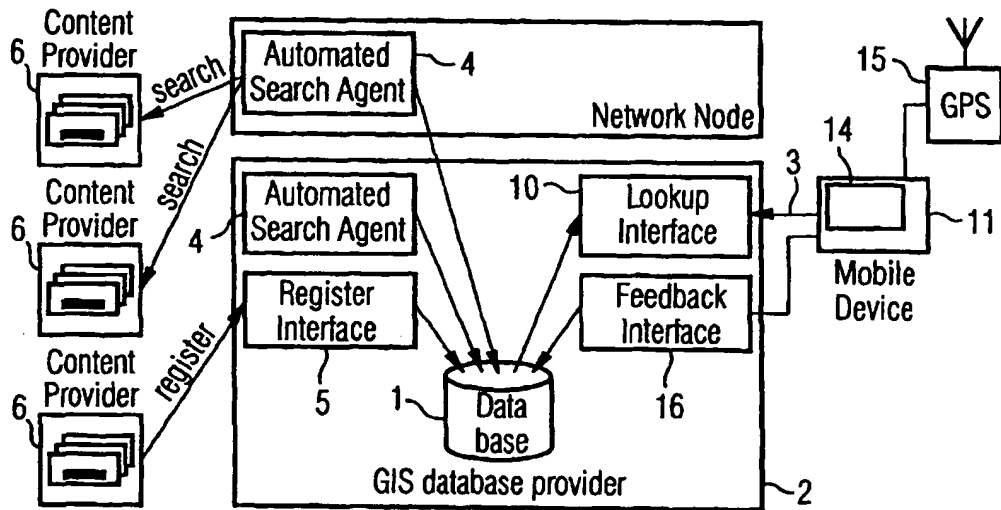 Content
Provider
6
search
Automated
Search Agent
4
Network Node
15
GPS
Content
Provider
6
search
Automated
Search Agent
4
10
Lookup
Interface
3
14
11
Mobile
Device
Register
Interface
5
Feedback
Interface
16
Content
Provider
6
register
1
Data
base
GIS database provider
2